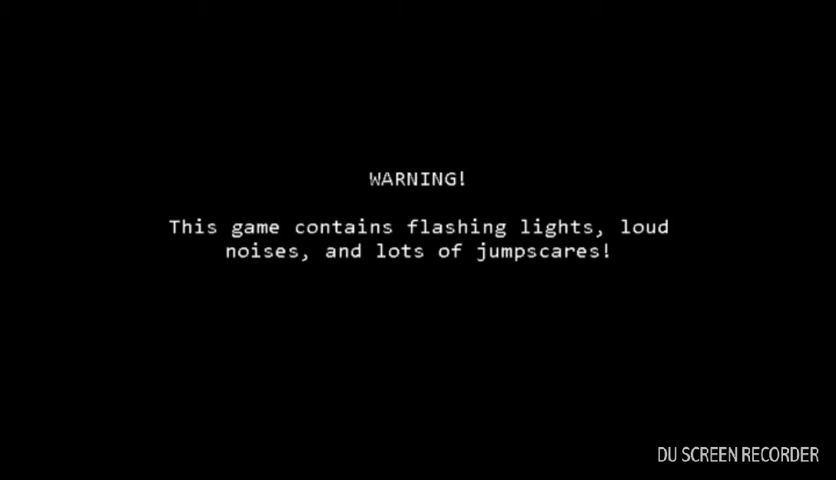 WARNING!
This game contains flashing lights, loud
noises, and lots of jumpscares!
DU SCREEN RECORDER